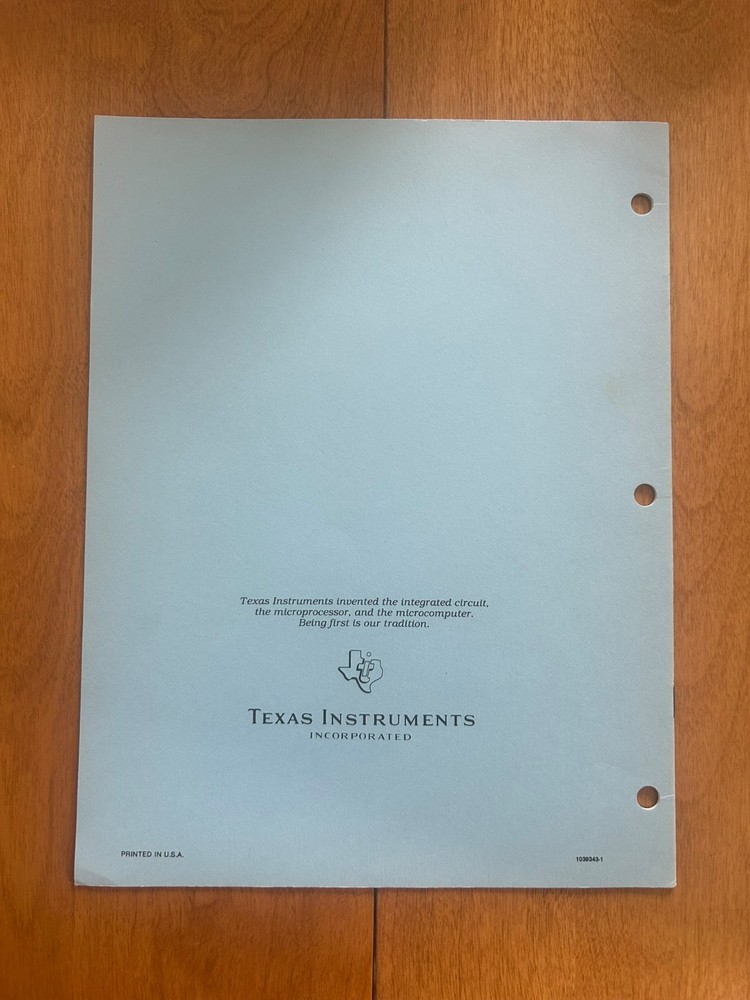 Texas Instruments invented the integrated circuit,
the microprocessor, and the microcomputer.
Being first is our tradition.
TEXAS INSTRUMENTS
INCORPORATED
PRINTED IN U.S.A.
1039343-1